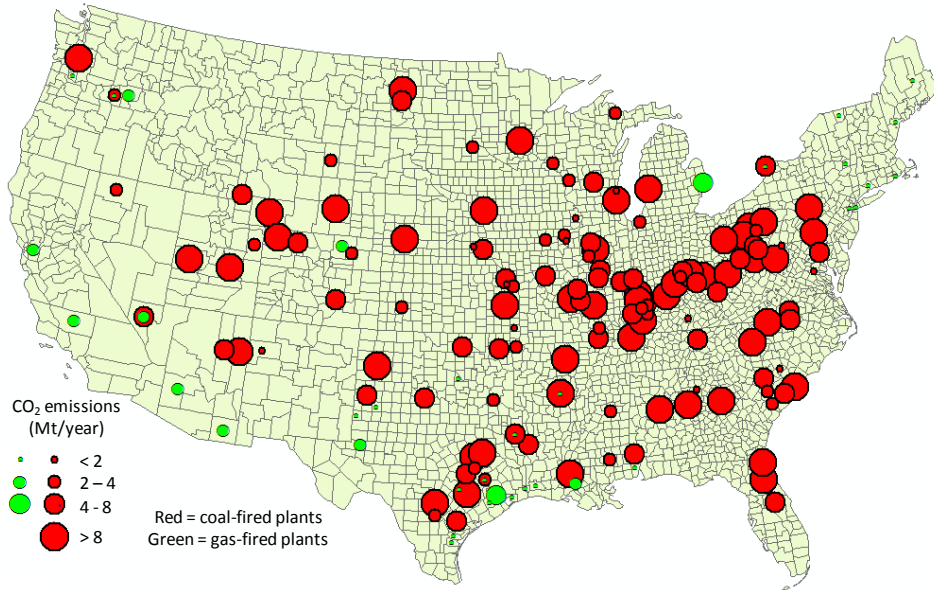 CO₂ emissions
(Mt/year)
< 2
2 – 4
4 - 8
> 8
Red = coal-fired plants
Green = gas-fired plants